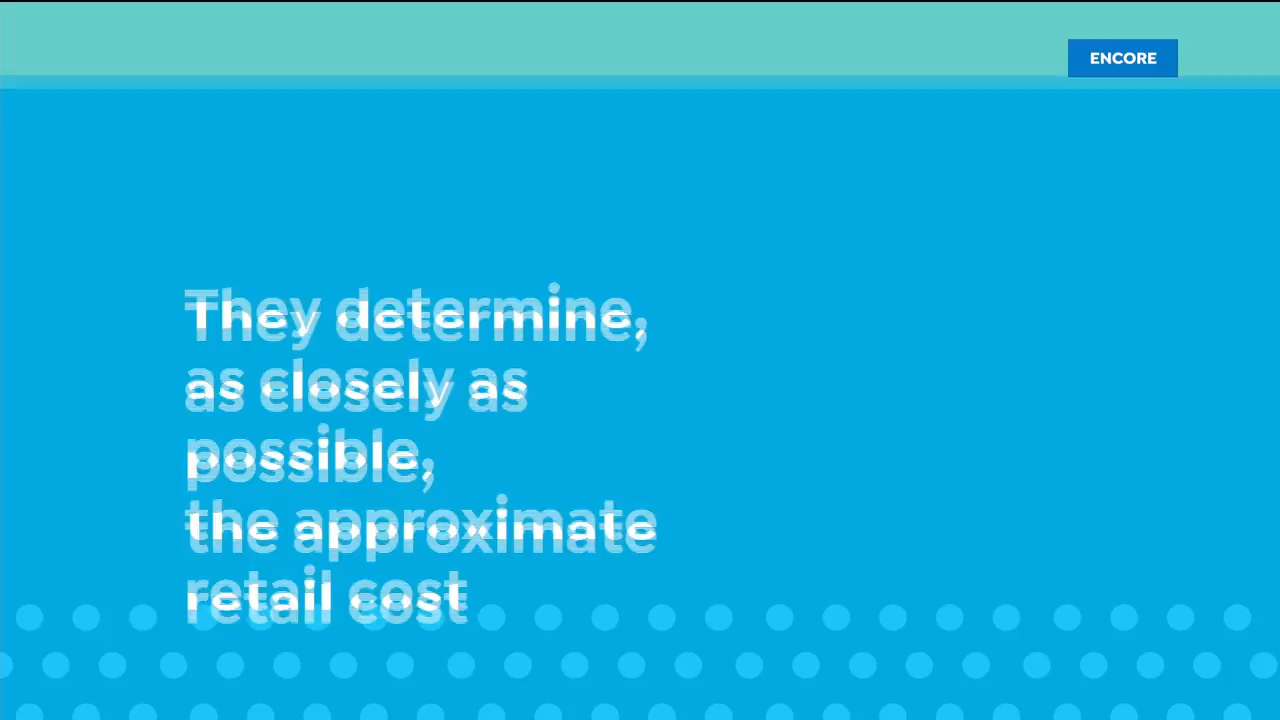 ENCORE
They determine,
as closely as
possible,
the approximate
retail cost